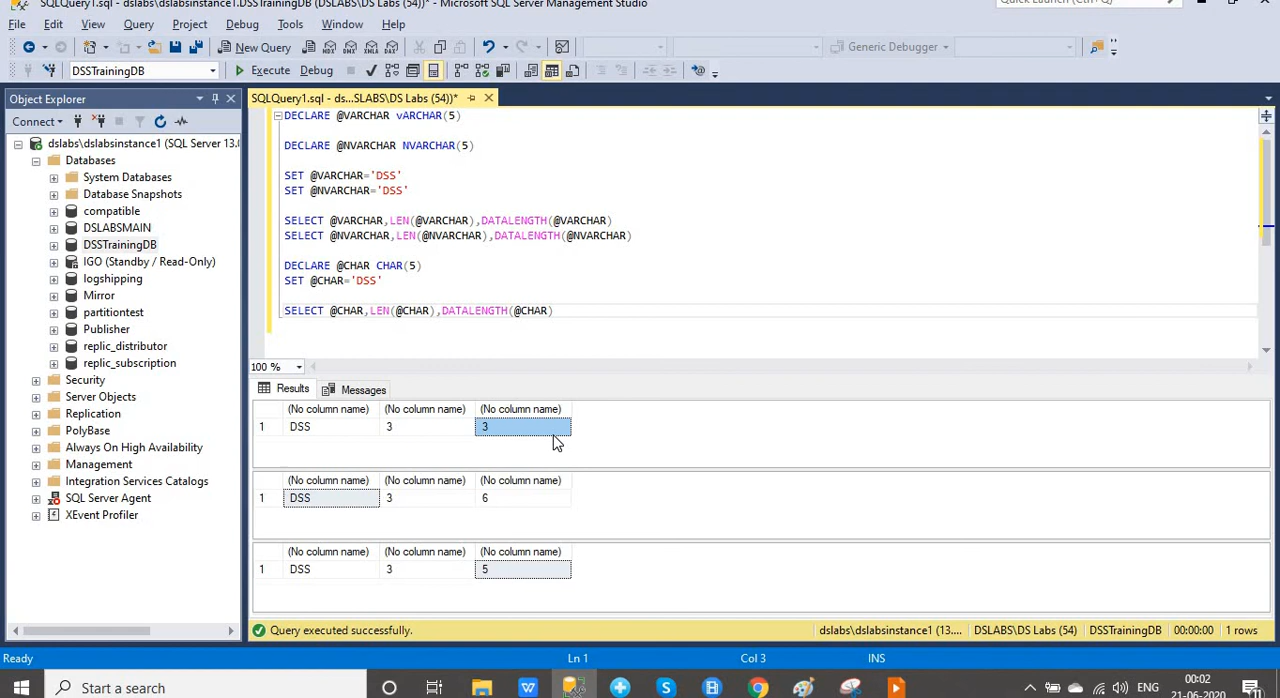 SQLQuery1.sql - dslabs\dslabsinstance1.DSSTrainingDB (DSLABS\DS Labs (54))* - Microsoft SQL Server Management Studio
Quick Launch (Ctrl+Q)
File Edit View Query Project Debug Tools Window Help
New Query MDX DMX XMLA DAX Generic Debugger
DSSTrainingDB Execute Debug
Object Explorer
SQLQuery1.sql - ds...SLABS\DS Labs (54))*
Connect
dslabs\dslabsinstance1 (SQL Server 13.0
Databases
System Databases
Database Snapshots
compatible
DSLABSMAIN
DSSTrainingDB
IGO (Standby / Read-Only)
logshipping
Mirror
partitiontest
Publisher
replic_distributor
replic_subscription
Security
Server Objects
Replication
PolyBase
Always On High Availability
Management
Integration Services Catalogs
SQL Server Agent
XEvent Profiler
DECLARE @VARCHAR vARCHAR(5)
DECLARE @NVARCHAR NVARCHAR(5)
SET @VARCHAR='DSS'
SET @NVARCHAR='DSS'
SELECT @VARCHAR,LEN(@VARCHAR),DATALENGTH(@VARCHAR)
SELECT @NVARCHAR,LEN(@NVARCHAR),DATALENGTH(@NVARCHAR)
DECLARE @CHAR CHAR(5)
SET @CHAR='DSS'
SELECT @CHAR,LEN(@CHAR),DATALENGTH(@CHAR)
100 %
Results Messages
(No column name) (No column name) (No column name)
1 DSS 3 3
(No column name) (No column name) (No column name)
1 DSS 3 6
(No column name) (No column name) (No column name)
1 DSS 3 5
Query executed successfully. dslabs\dslabsinstance1 (13.... DSLABS\DS Labs (54) DSSTrainingDB 00:00:00 1 rows
Ready Ln 1 Col 3 INS
Start a search ENG 00:02
21-06-2020